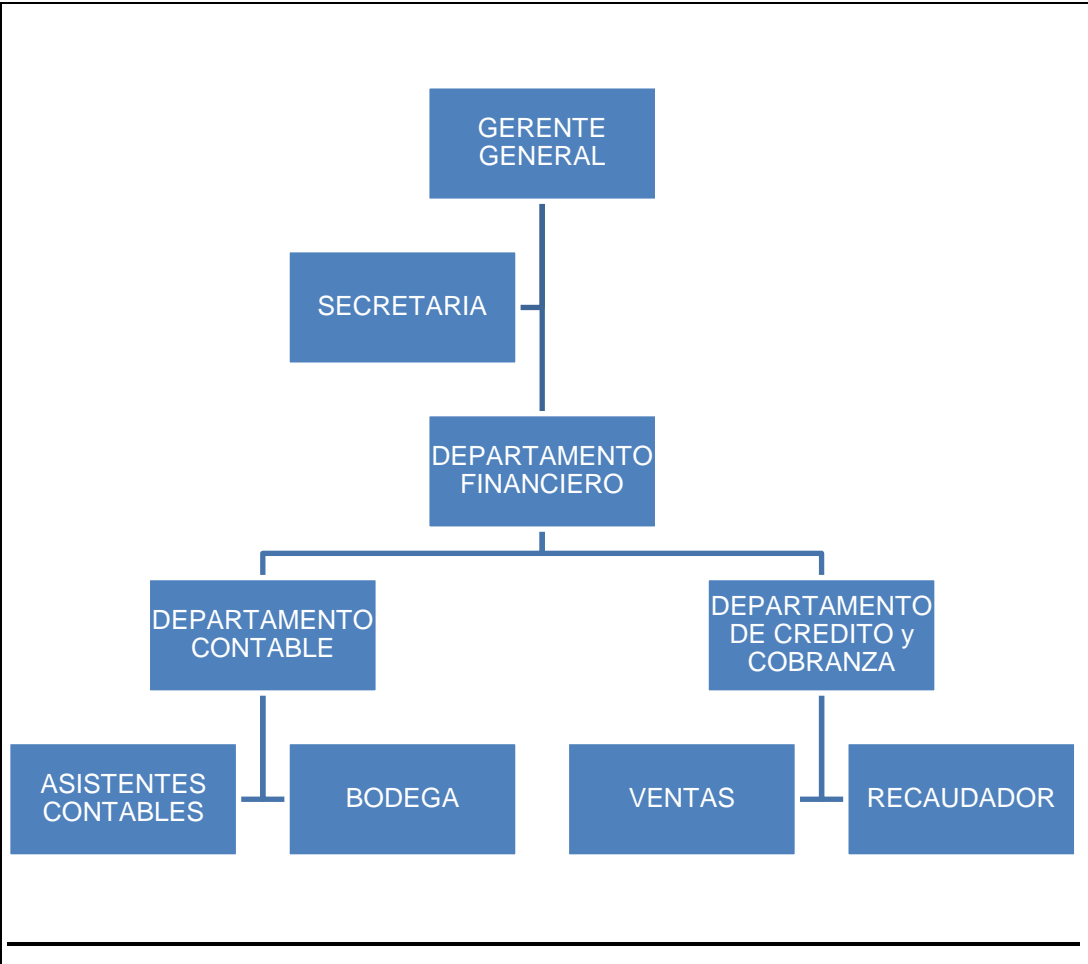 GERENTE
GENERAL
SECRETARIA
DEPARTAMENTO
FINANCIERO
DEPARTAMENTO
CONTABLE
DEPARTAMENTO
DE CREDITO y
COBRANZA
ASISTENTES
CONTABLES
BODEGA
VENTAS
RECAUDADOR